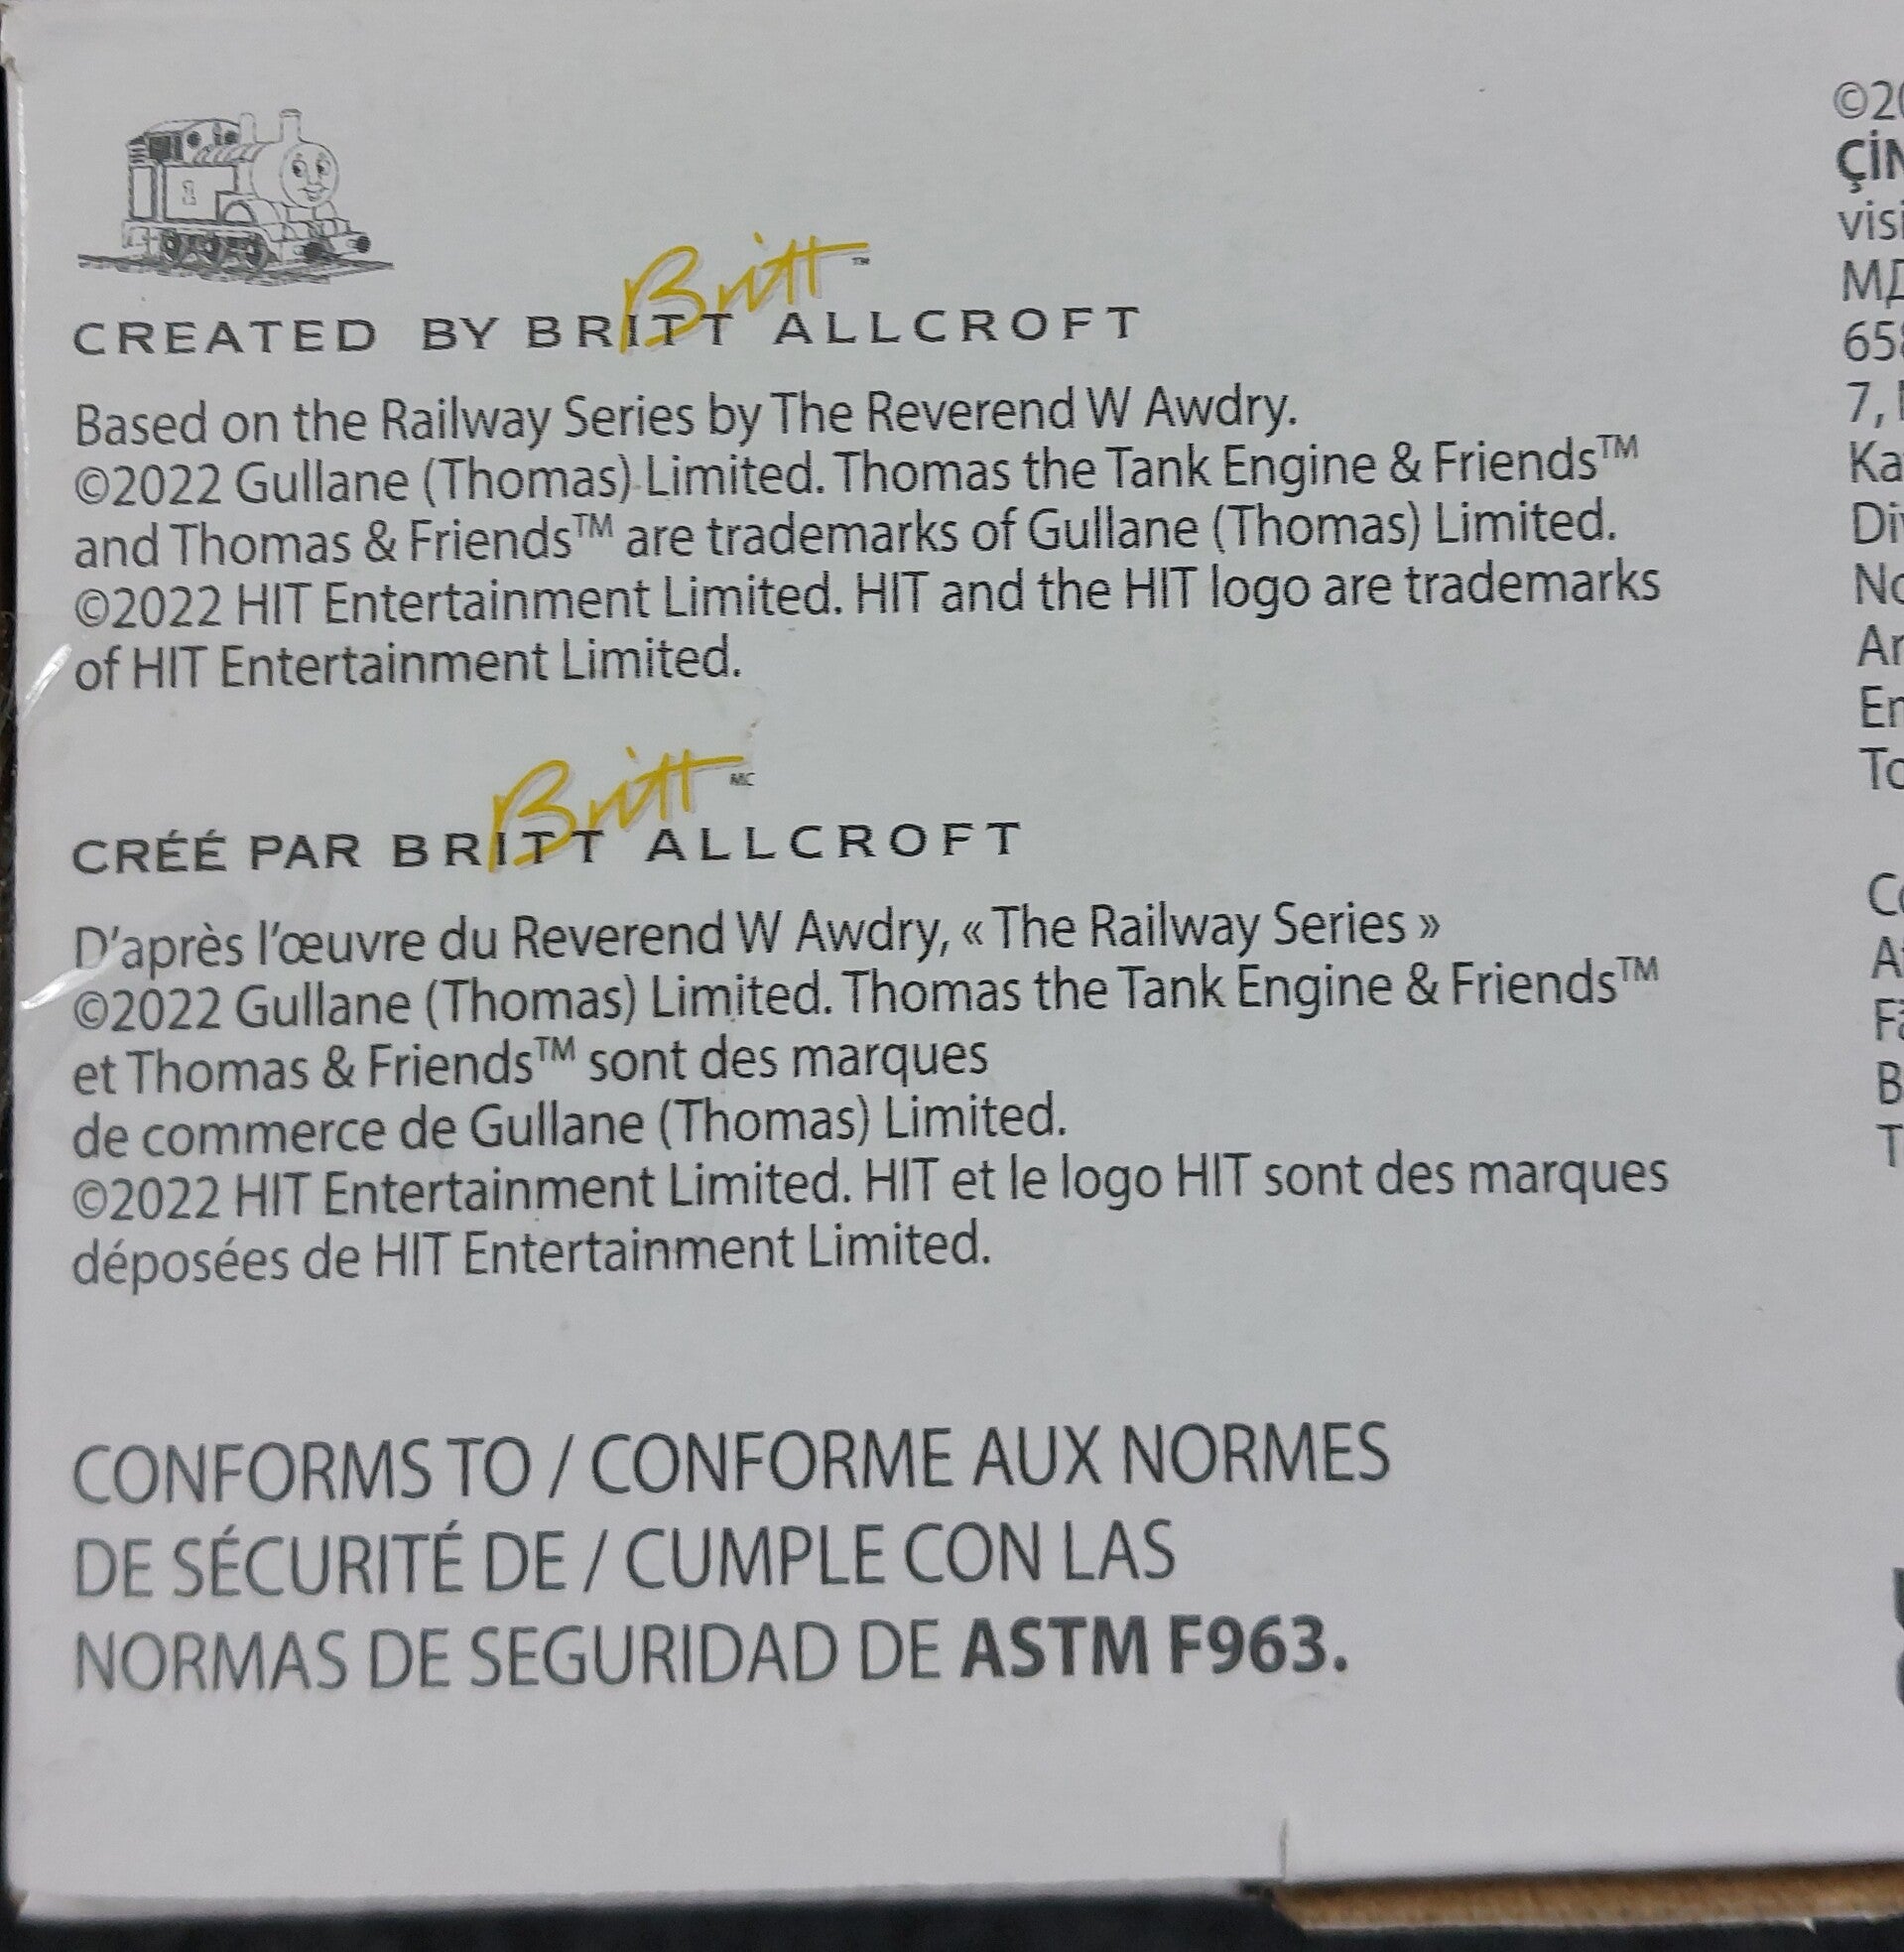 Britt™
CREATED BY BRITT ALLCROFT
Based on the Railway Series by The Reverend W Awdry.
©2022 Gullane (Thomas) Limited. Thomas the Tank Engine & Friends™
and Thomas & Friends™ are trademarks of Gullane (Thomas) Limited.
©2022 HIT Entertainment Limited. HIT and the HIT logo are trademarks
of HIT Entertainment Limited.
Britt MC
CRÉÉ PAR BRITT ALLCROFT
D'après l'œuvre du Reverend W Awdry, « The Railway Series »
©2022 Gullane (Thomas) Limited. Thomas the Tank Engine & Friends™
et Thomas & Friends™ sont des marques
de commerce de Gullane (Thomas) Limited.
©2022 HIT Entertainment Limited. HIT et le logo HIT sont des marques
déposées de HIT Entertainment Limited.
CONFORMS TO / CONFORME AUX NORMES
DE SÉCURITÉ DE / CUMPLE CON LAS
NORMAS DE SEGURIDAD DE ASTM F963.
7,